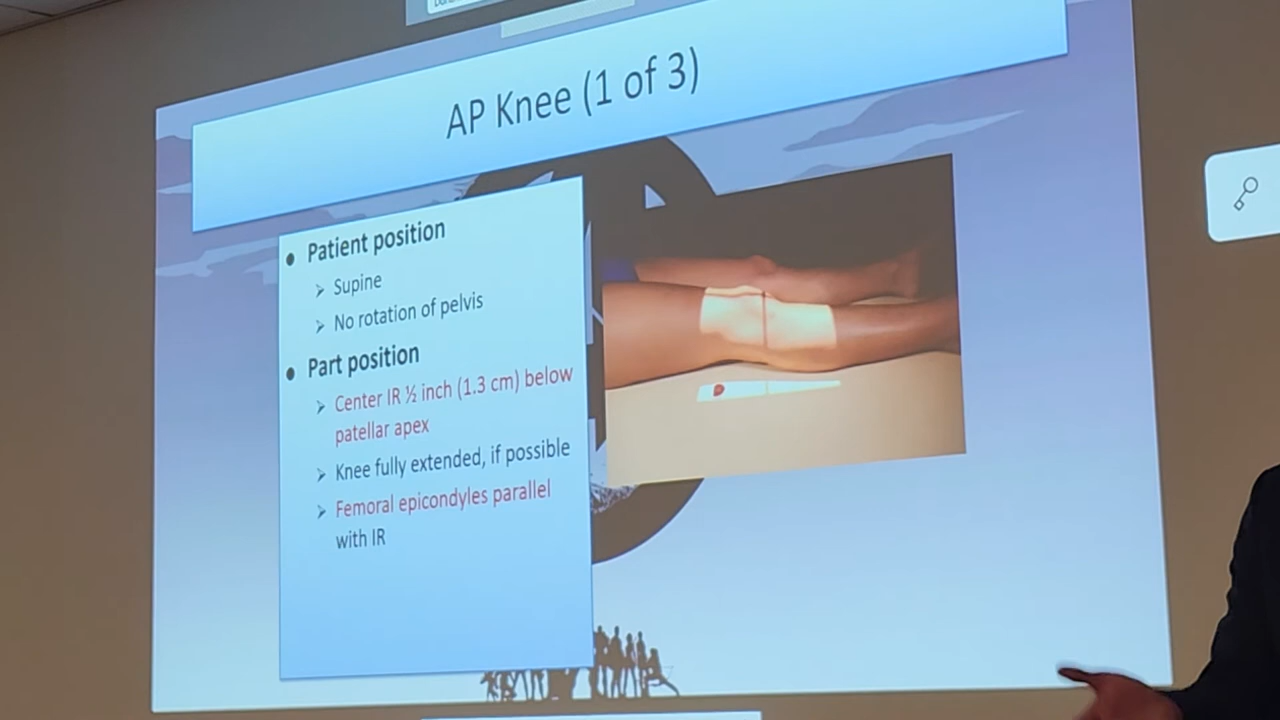 AP Knee (1 of 3)
• Patient position
➢ Supine
➢ No rotation of pelvis
• Part position
➢ Center IR ½ inch (1.3 cm) below
patellar apex
➢ Knee fully extended, if possible
➢ Femoral epicondyles parallel
with IR